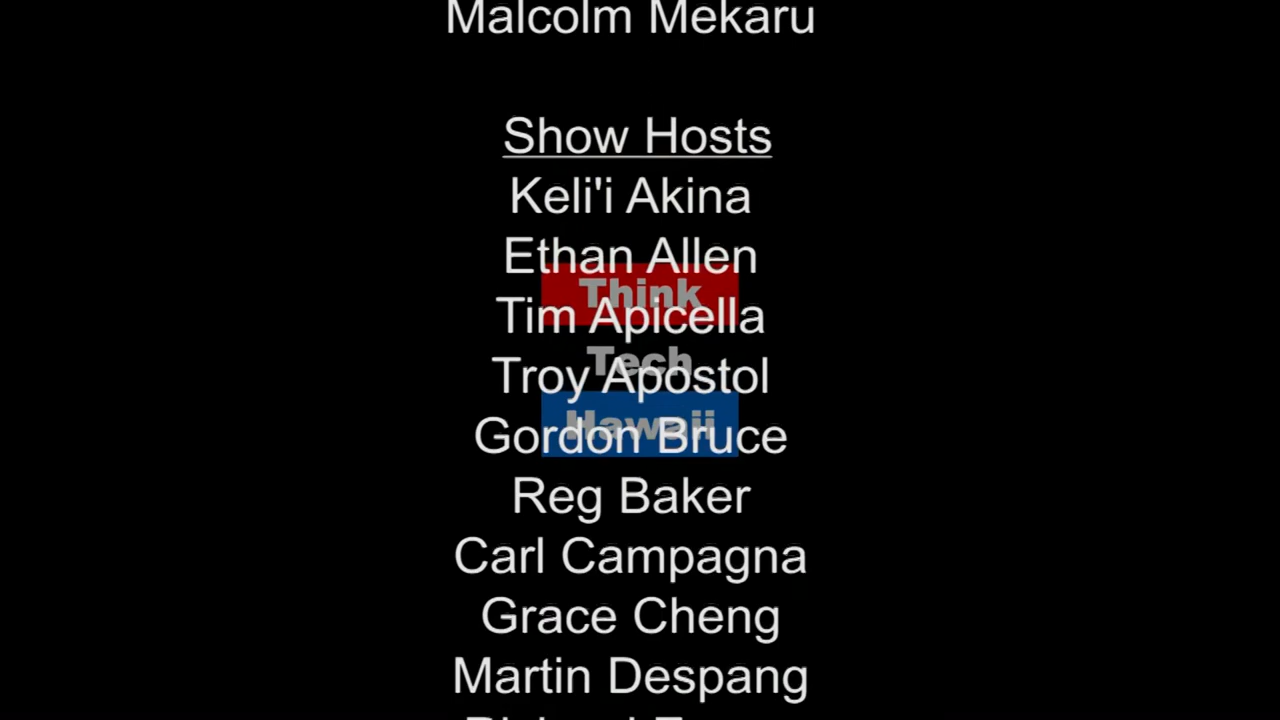 Malcolm Mekaru
Show Hosts
Keli'i Akina
Ethan Allen
Think
Tim Apicella
Tech
Troy Apostol
Hawaii
Gordon Bruce
Reg Baker
Carl Campagna
Grace Cheng
Martin Despang